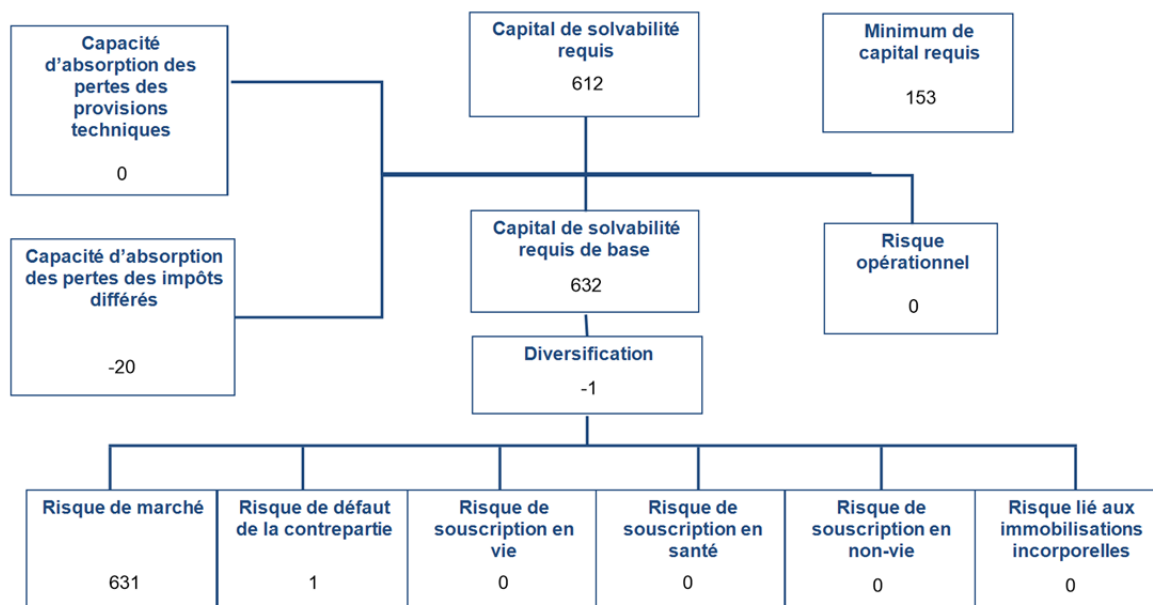 Capacité
d'absorption des
pertes des
provisions
techniques
0
Capital de solvabilité
requis
612
Minimum de
capital requis
153
Capacité d'absorption
des pertes des impôts
différés
-20
Capital de solvabilité
requis de base
632
Risque
opérationnel
0
Diversification
-1
Risque de marché
631
Risque de défaut
de la contrepartie
1
Risque de
souscription en
vie
0
Risque de
souscription en
santé
0
Risque de
souscription en
non-vie
0
Risque lié aux
immobilisations
incorporelles
0